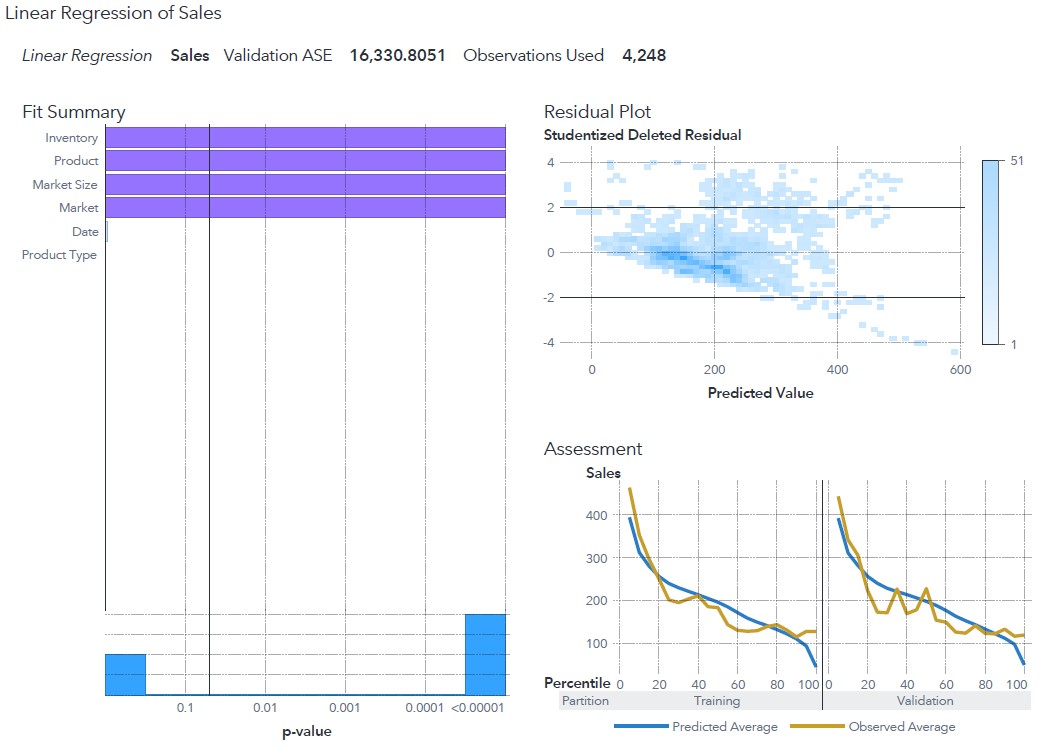 Linear Regression of Sales
Linear Regression Sales Validation ASE 16,330.8051 Observations Used 4,248
Fit Summary
Inventory
Product
Market Size
Market
Date
Product Type
0.1 0.01 0.001 0.0001 <0.00001
p-value
Residual Plot
Studentized Deleted Residual
4
2
0
-2
-4
0 200 400 600
Predicted Value
51
1
Assessment
Sales
400
300
200
100
Percentile 0 20 40 60 80 100 0 20 40 60 80 100
Partition Training Validation
Predicted Average Observed Average